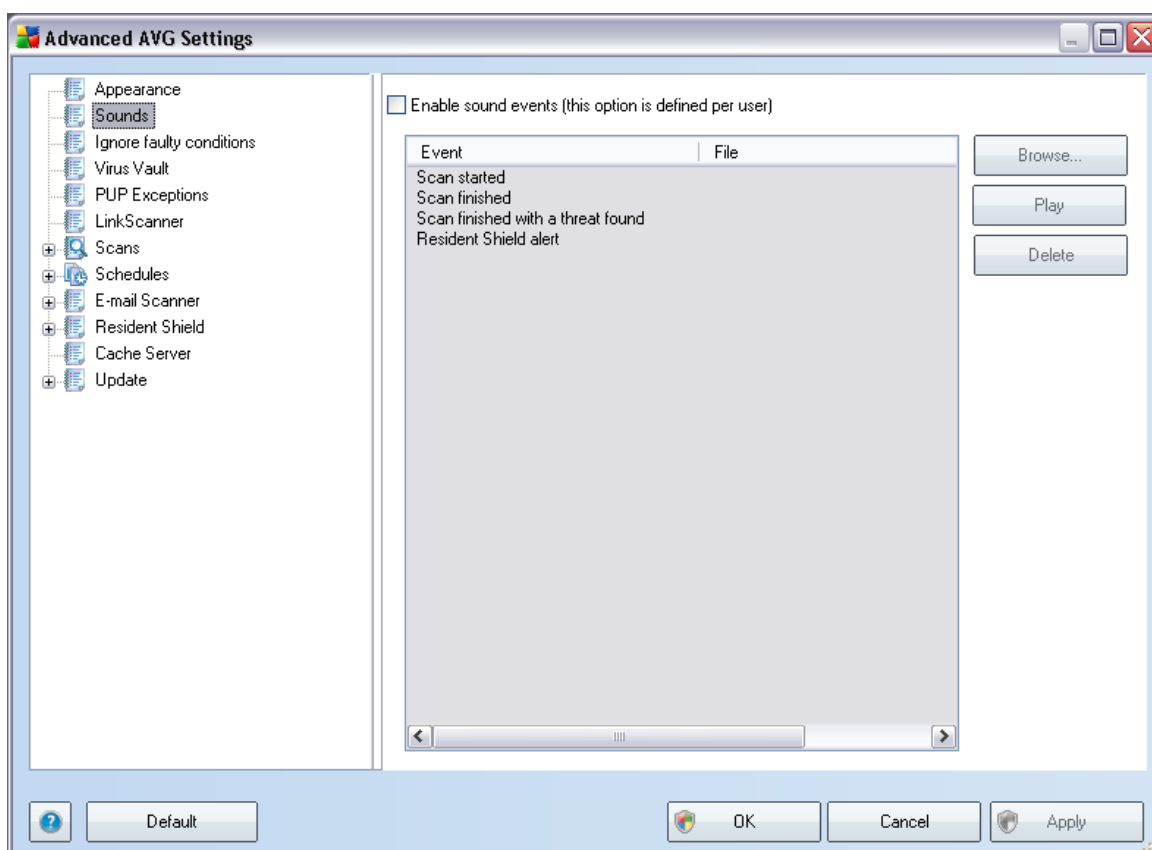 Advanced AVG Settings
Appearance
Sounds
Ignore faulty conditions
Virus Vault
PUP Exceptions
LinkScanner
Scans
Schedules
E-mail Scanner
Resident Shield
Cache Server
Update
Enable sound events (this option is defined per user)
Event File
Scan started
Scan finished
Scan finished with a threat found
Resident Shield alert
Browse...
Play
Delete
Default
OK
Cancel
Apply